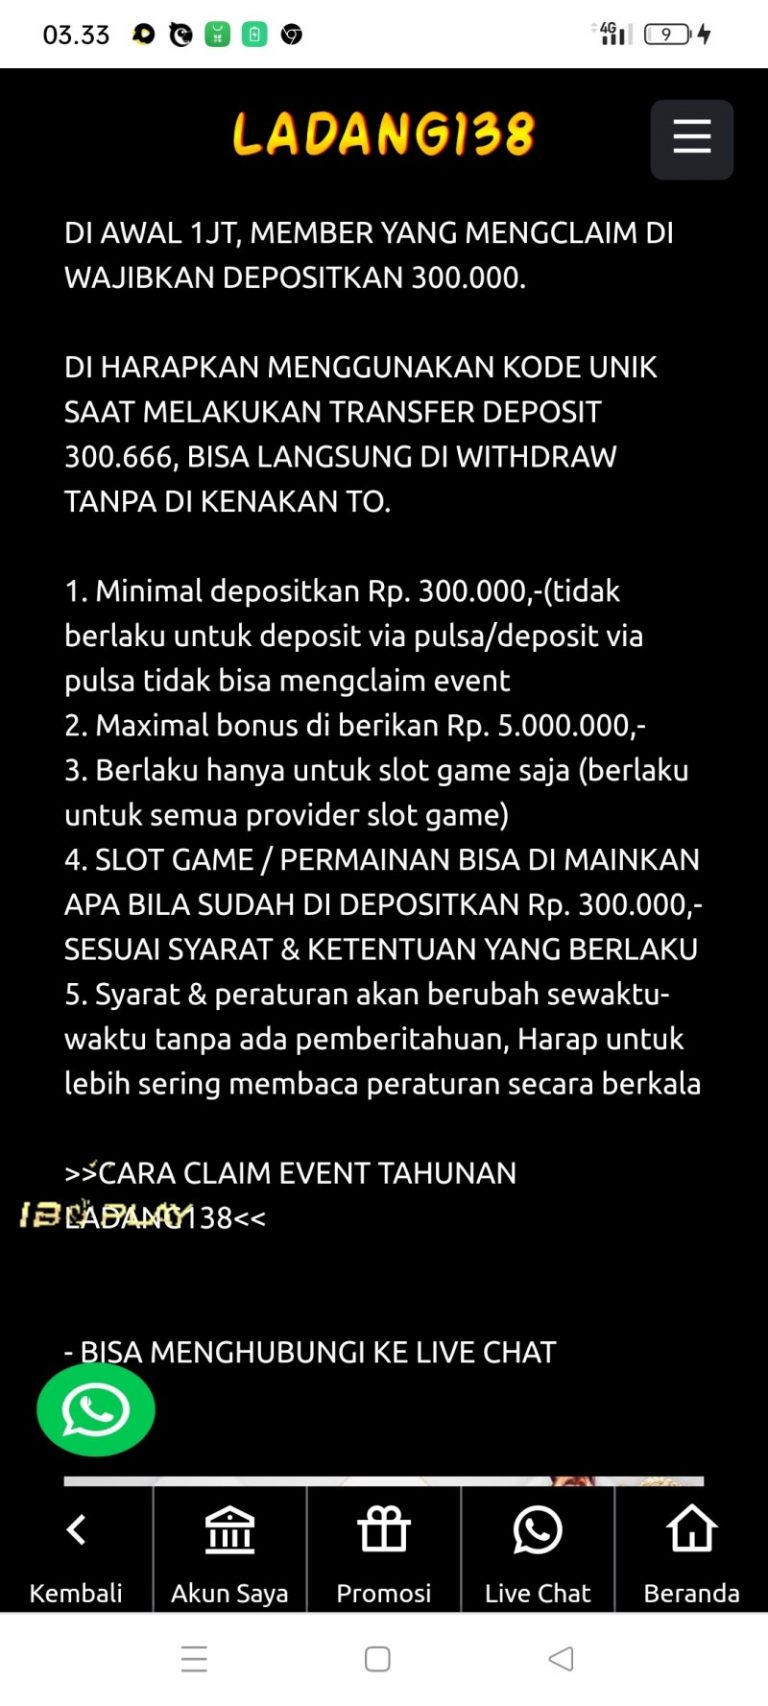 03.33
4G
9
LADANG138
DI AWAL 1JT, MEMBER YANG MENGCLAIM DI
WAJIBKAN DEPOSITKAN 300.000.
DI HARAPKAN MENGGUNAKAN KODE UNIK
SAAT MELAKUKAN TRANSFER DEPOSIT
300.666, BISA LANGSUNG DI WITHDRAW
TANPA DI KENAKAN TO.
1. Minimal depositkan Rp. 300.000,-(tidak
berlaku untuk deposit via pulsa/deposit via
pulsa tidak bisa mengclaim event
2. Maximal bonus di berikan Rp. 5.000.000,-
3. Berlaku hanya untuk slot game saja (berlaku
untuk semua provider slot game)
4. SLOT GAME / PERMAINAN BISA DI MAINKAN
APA BILA SUDAH DI DEPOSITKAN Rp. 300.000,-
SESUAI SYARAT & KETENTUAN YANG BERLAKU
5. Syarat & peraturan akan berubah sewaktu-
waktu tanpa ada pemberitahuan, Harap untuk
lebih sering membaca peraturan secara berkala
>>CARA CLAIM EVENT TAHUNAN
LADANG138<<
- BISA MENGHUBUNGI KE LIVE CHAT
Kembali
Akun Saya
Promosi
Live Chat
Beranda